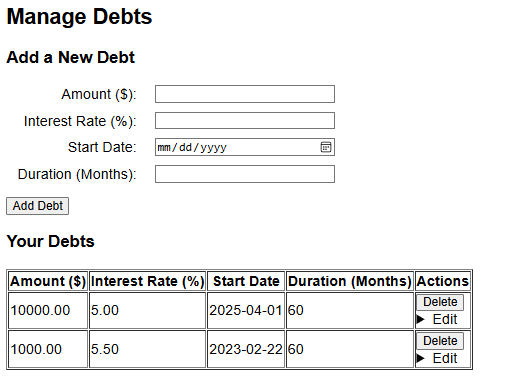 Manage Debts
Add a New Debt
Amount ($):
Interest Rate (%):
Start Date: mm/dd/yyyy
Duration (Months):
Add Debt
Your Debts
Amount ($) Interest Rate (%) Start Date Duration (Months) Actions
10000.00 5.00 2025-04-01 60 Delete
▶ Edit
1000.00 5.50 2023-02-22 60 Delete
▶ Edit